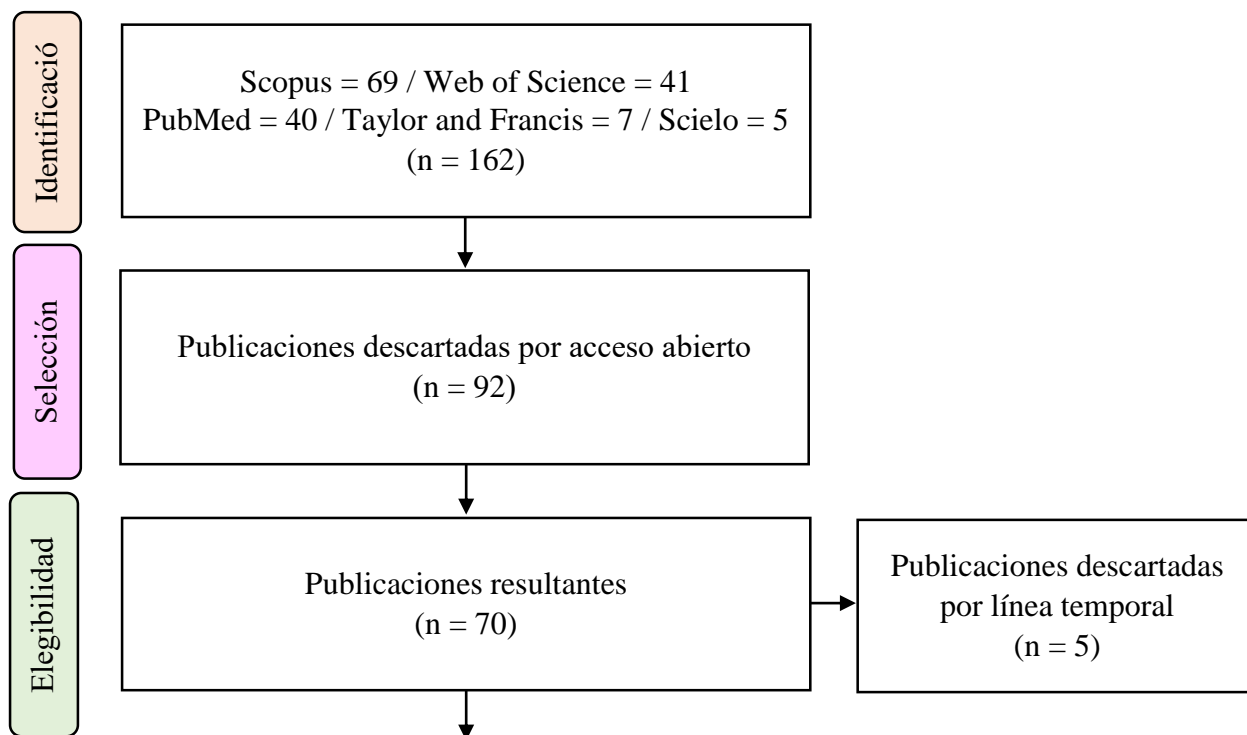 Identificació
Scopus = 69 / Web of Science = 41
PubMed = 40 / Taylor and Francis = 7 / Scielo = 5
(n = 162)
Selección
Publicaciones descartadas por acceso abierto
(n = 92)
Elegibilidad
Publicaciones resultantes
(n = 70)
Publicaciones descartadas
por línea temporal
(n = 5)